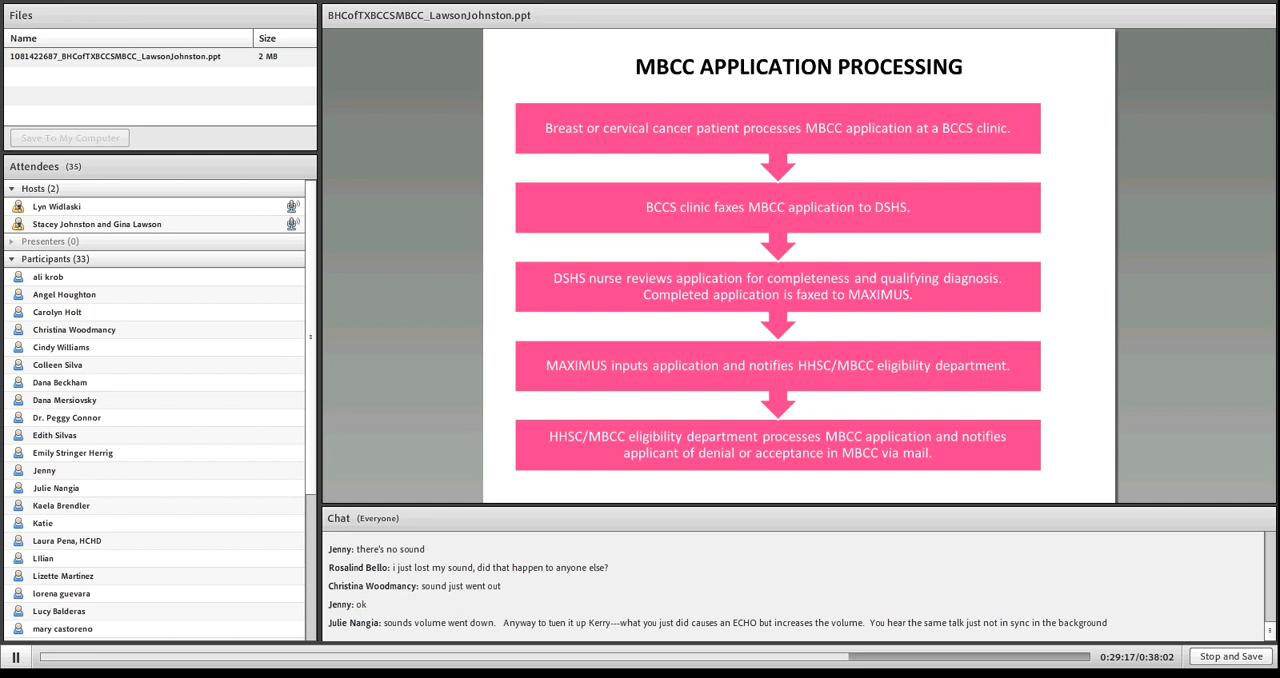 Files
Name Size
1081422687_BHCofTXBCCSMBCC_LawsonJohnston.ppt 2 MB
Save To My Computer
Attendees (35)
Hosts (2)
Lyn Widlaski
Stacey Johnston and Gina Lawson
Presenters (0)
Participants (33)
ali krob
Angel Houghton
Carolyn Holt
Christina Woodmancy
Cindy Williams
Colleen Silva
Dana Beckham
Dana Mersiovsky
Dr. Peggy Connor
Edith Silvas
Emily Stringer Herrig
Jenny
Julie Nangia
Kaela Brendler
Katie
Laura Pena, HCHD
LIlian
Lizette Martinez
lorena guevara
Lucy Balderas
mary castoreno
BHCofTXBCCSMBCC_LawsonJohnston.ppt
MBCC APPLICATION PROCESSING
Breast or cervical cancer patient processes MBCC application at a BCCS clinic.
BCCS clinic faxes MBCC application to DSHS.
DSHS nurse reviews application for completeness and qualifying diagnosis.
Completed application is faxed to MAXIMUS.
MAXIMUS inputs application and notifies HHSC/MBCC eligibility department.
HHSC/MBCC eligibility department processes MBCC application and notifies
applicant of denial or acceptance in MBCC via mail.
Chat (Everyone)
Jenny: there's no sound
Rosalind Bello: i just lost my sound, did that happen to anyone else?
Christina Woodmancy: sound just went out
Jenny: ok
Julie Nangia: sounds volume went down. Anyway to tuen it up Kerry---what you just did causes an ECHO but increases the volume. You hear the same talk just not in sync in the background
0:29:17/0:38:02
Stop and Save